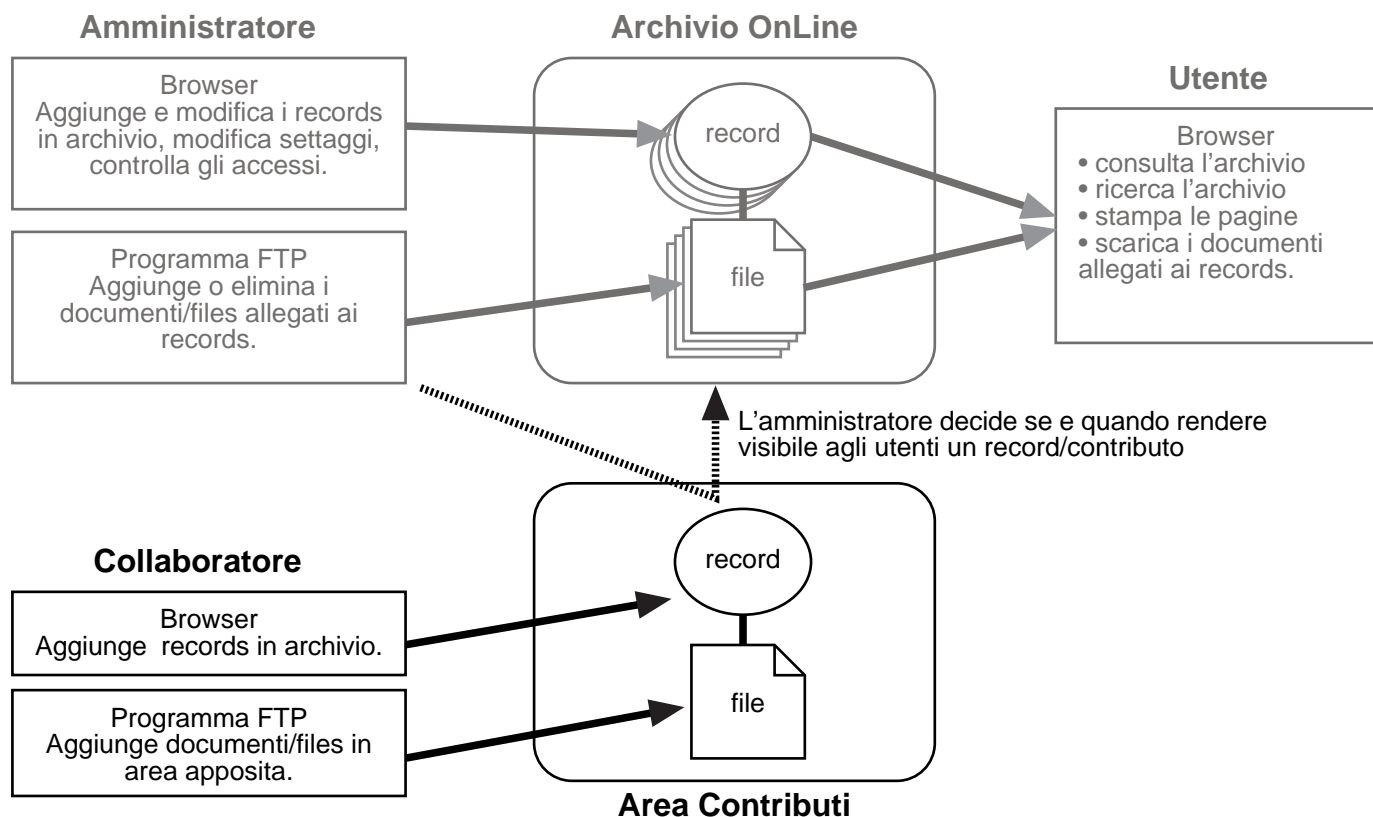 Amministratore
Browser
Aggiunge e modifica i records
in archivio, modifica settaggi,
controlla gli accessi.
Programma FTP
Aggiunge o elimina i
documenti/files allegati ai
records.
Archivio OnLine
record
file
Utente
Browser
• consulta l’archivio
• ricerca l’archivio
• stampa le pagine
• scarica i documenti
allegati ai records.
L’amministratore decide se e quando rendere
visibile agli utenti un record/contributo
Collaboratore
Browser
Aggiunge records in archivio.
Programma FTP
Aggiunge documenti/files in
area apposita.
record
file
Area Contributi